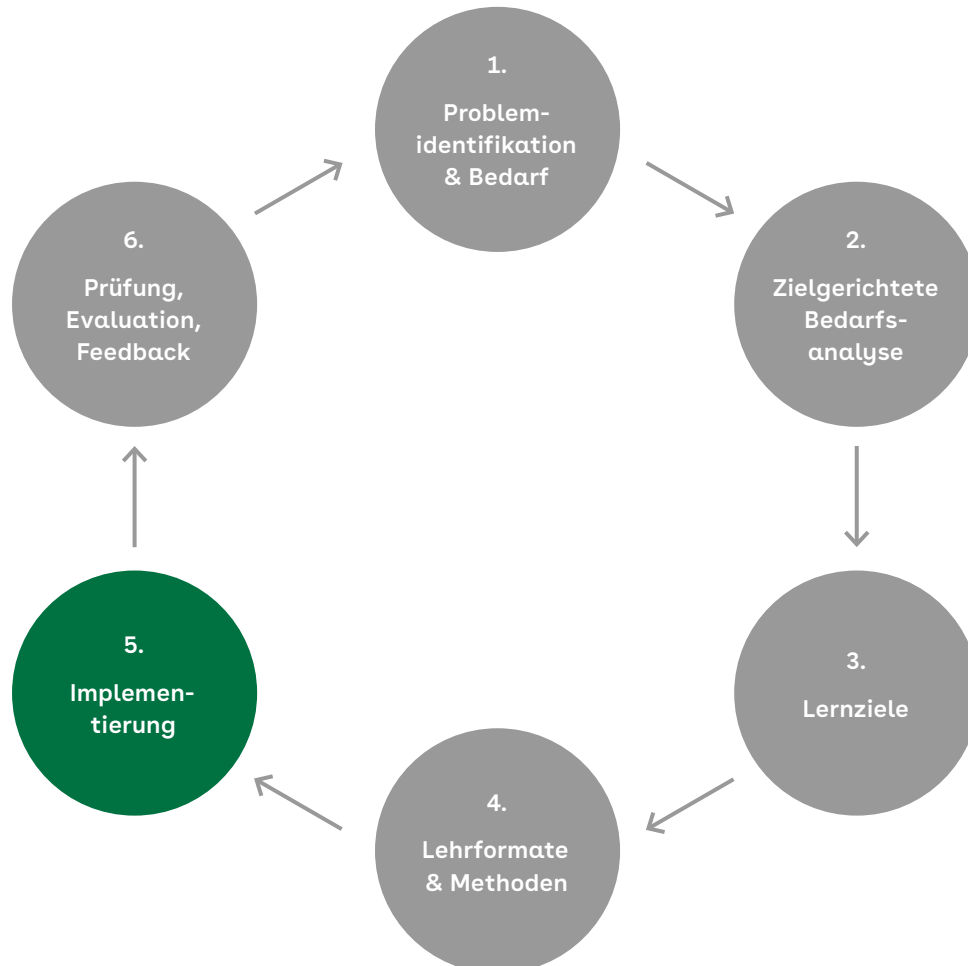 1.
Problem-
identifikation
& Bedarf
2.
Zielgerichtete
Bedarfs-
analyse
3.
Lernziele
4.
Lehrformate
& Methoden
5.
Implemen-
tierung
6.
Prüfung,
Evaluation,
Feedback